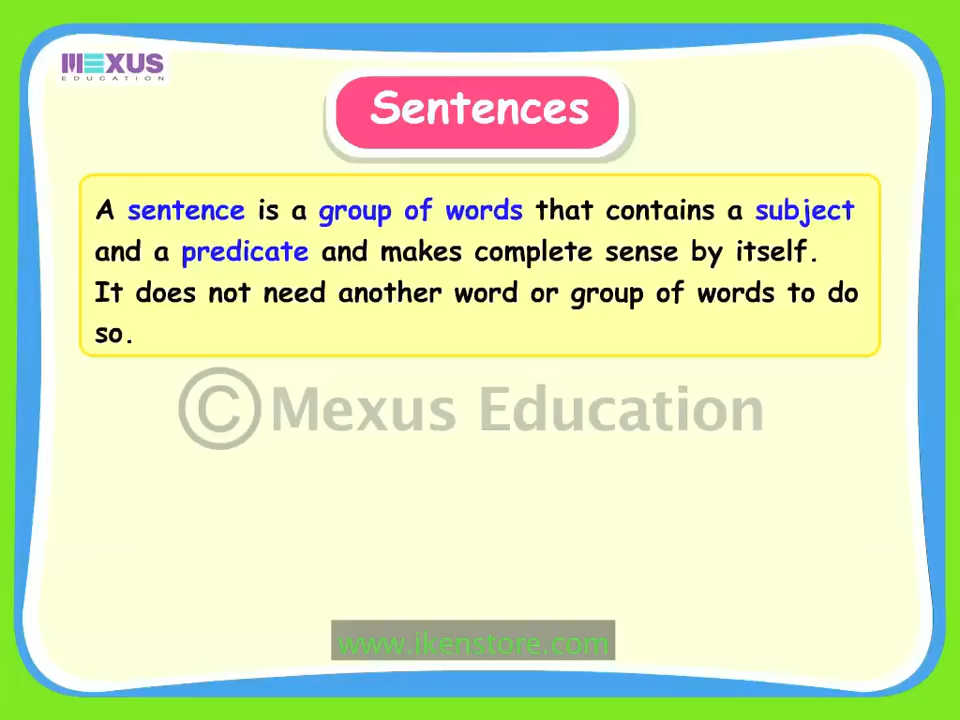 MEXUS
EDUCATION
Sentences
A sentence is a group of words that contains a subject
and a predicate and makes complete sense by itself.
It does not need another word or group of words to do
so.
© Mexus Education
www.ikenstore.com